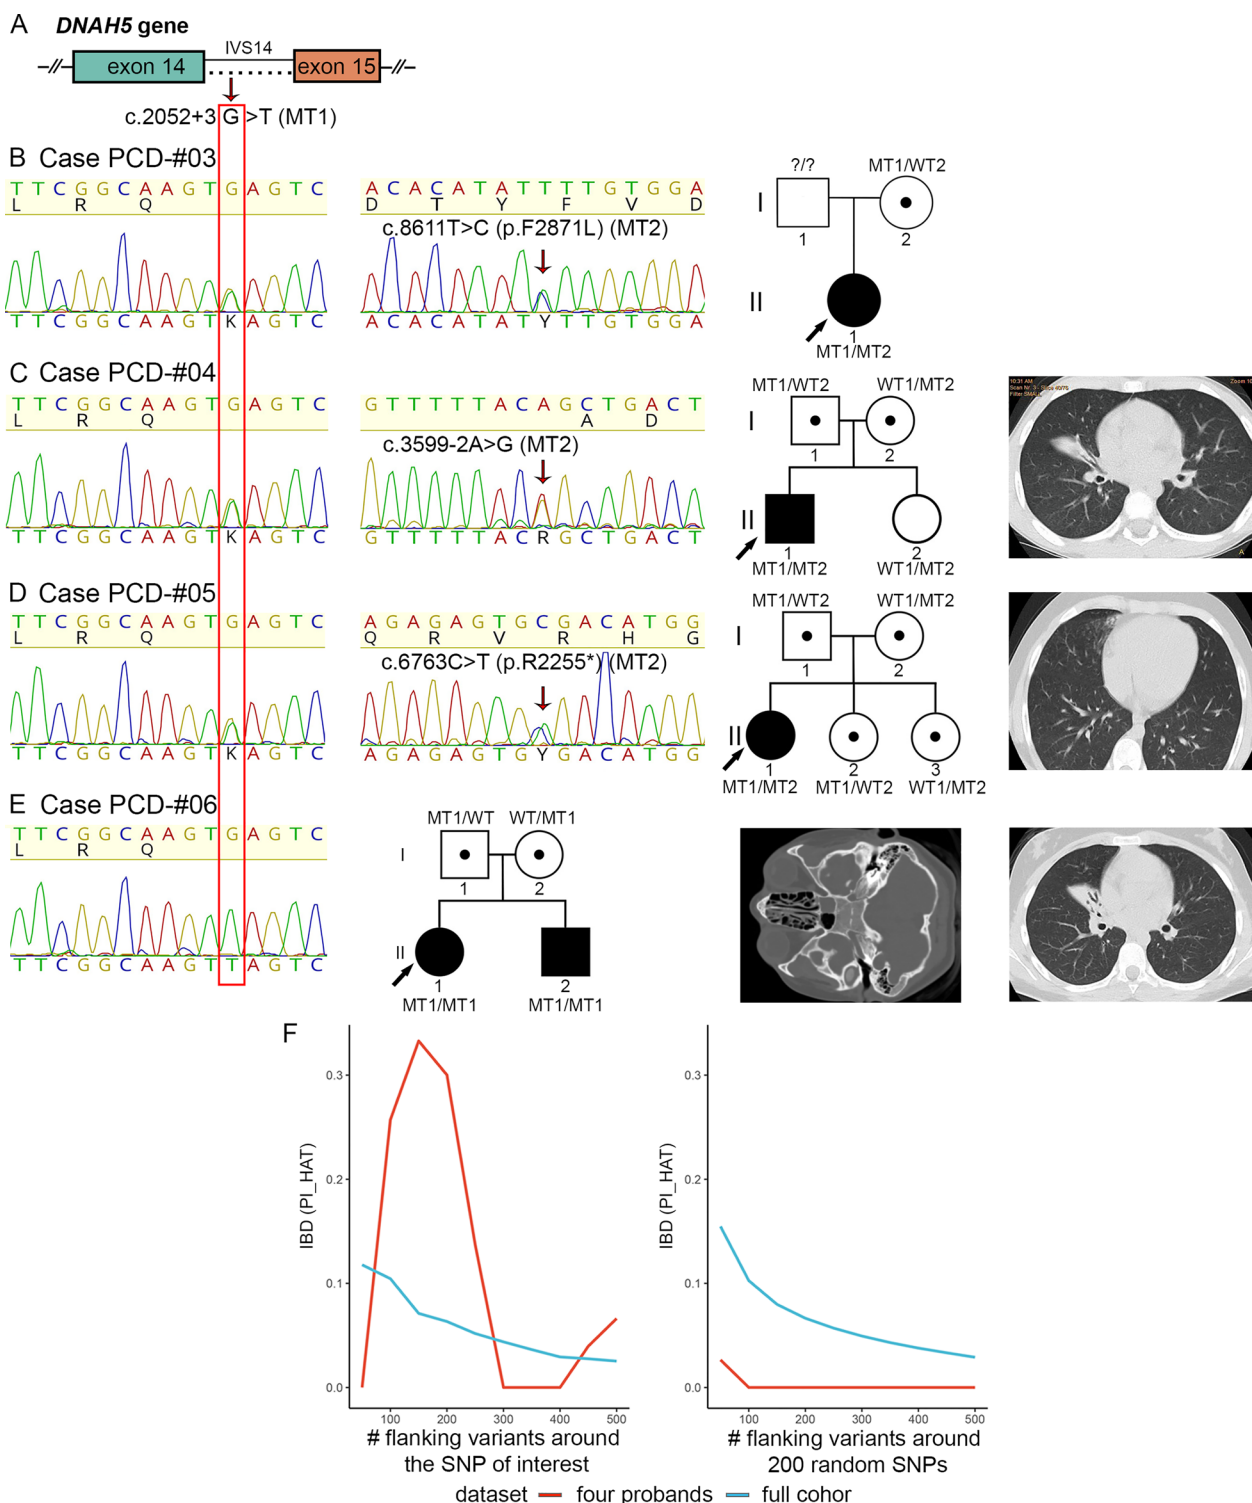 A DNAH5 gene
IVS14
exon 14
exon 15
c.2052+3 G >T (MT1)
B Case PCD-#03
T T C G G C A A G T G A G T C
L R Q
T T C G G C A A G T K A G T C
A C A C A T A T T T T G T G G A
D T Y F V D
c.8611T>C (p.F2871L) (MT2)
A C A C A T A T Y T T G T G G A
?/?
MT1/WT2
I
1
2
II
1
MT1/MT2
C Case PCD-#04
T T C G G C A A G T G A G T C
L R Q
T T C G G C A A G T K A G T C
G T T T T T A C A G C T G A C T
A D
c.3599-2A>G (MT2)
G T T T T T A C R G C T G A C T
MT1/WT2 WT1/MT2
I
1 2
II
1 2
MT1/MT2 WT1/MT2
10:31 AM
A
D Case PCD-#05
T T C G G C A A G T G A G T C
L R Q
T T C G G C A A G T K A G T C
A G A G A G T G C G A C A T G G
Q R V R H G
c.6763C>T (p.R2255*) (MT2)
A G A G A G T G Y G A C A T G G
MT1/WT2 WT1/MT2
I
1 2
II
1 2 3
MT1/MT2 MT1/WT2 WT1/MT2
E Case PCD-#06
T T C G G C A A G T G A G T C
L R Q
T T C G G C A A G T T A G T C
MT1/WT WT/MT1
I
1 2
II
1 2
MT1/MT1 MT1/MT1
F
IBD (PI_HAT)
0.3
0.2
0.1
0.0
100 200 300 400 500
# flanking variants around
the SNP of interest
IBD (PI_HAT)
0.3
0.2
0.1
0.0
100 200 300 400 500
# flanking variants around
200 random SNPs
dataset four probands full cohor